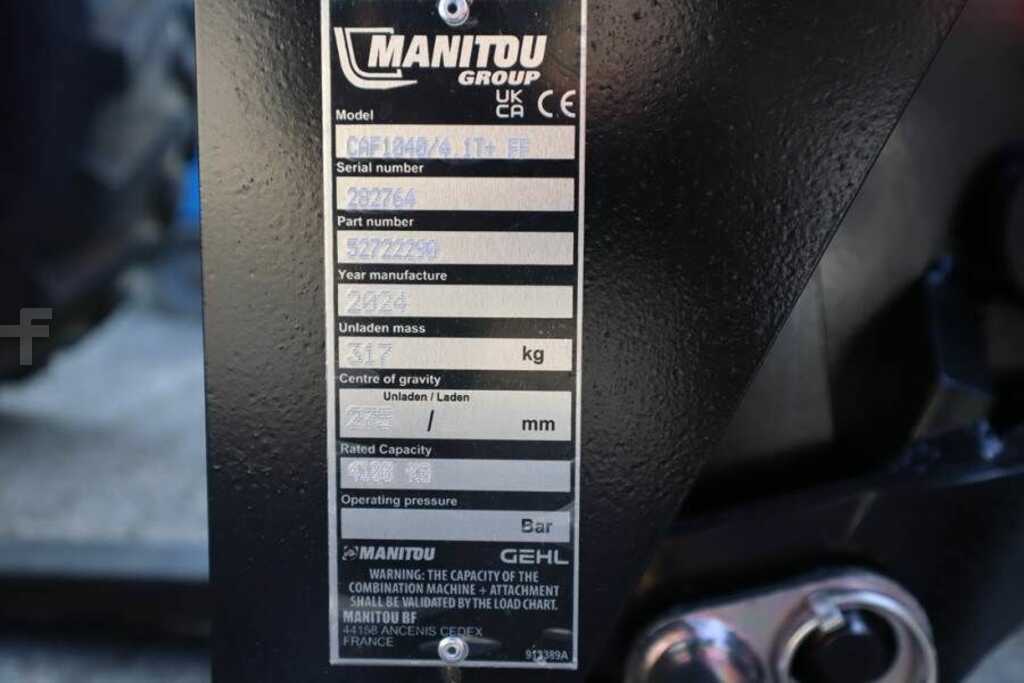 MANITOU
GROUP
UK
CA CE
Model
CAF1040/4.1T+ FF
Serial number
282764
Part number
52722290
Year manufacture
2024
Unladen mass
317 kg
Centre of gravity
Unladen / Laden
/ mm
Rated Capacity
KG
Operating pressure
Bar
MANITOU GEHL
WARNING: THE CAPACITY OF THE
COMBINATION MACHINE + ATTACHMENT
SHALL BE VALIDATED BY THE LOAD CHART.
MANITOU BF
44158 ANCENIS CEDEX
FRANCE
913389A
f